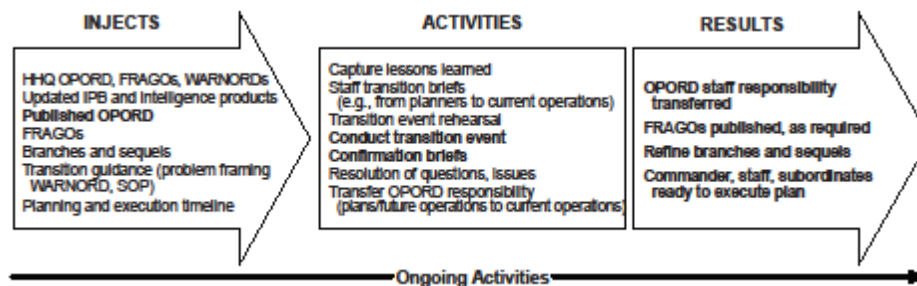 INJECTS
HHQ OPORD, FRAGOs, WARNORDs
Updated IPB and Intelligence products
Published OPORD
FRAGOs
Branches and sequels
Transition guidance (problem framing
WARNORD, SOP)
Planning and execution timeline
ACTIVITIES
Capture lessons learned
Staff transition briefs
(e.g., from planners to current operations)
Transition event rehearsal
Conduct transition event
Confirmation briefs
Resolution of questions, issues
Transfer OPORD responsibility
(plans/future operations to current operations)
RESULTS
OPORD staff responsibility
transferred
FRAGOs published, as required
Refine branches and sequels
Commander, staff, subordinates
ready to execute plan
Ongoing Activities